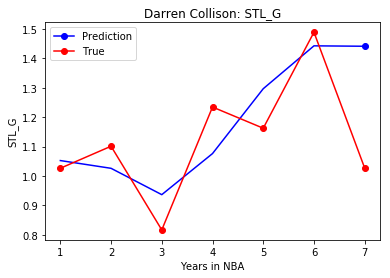 Darren Collison: STL_G
Prediction
True
STL_G
1.5
1.4
1.3
1.2
1.1
1.0
0.9
0.8
1 2 3 4 5 6 7
Years in NBA